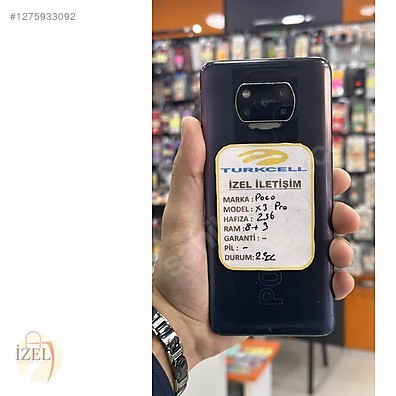 #1275933092
TURKCELL
İZEL İLETİŞİM
MARKA : Poco
MODEL : X3 Pro
HAFIZA : 256
RAM : 8+3
GARANTİ : -
PİL : -
DURUM: 2.El
POCO
İZEL